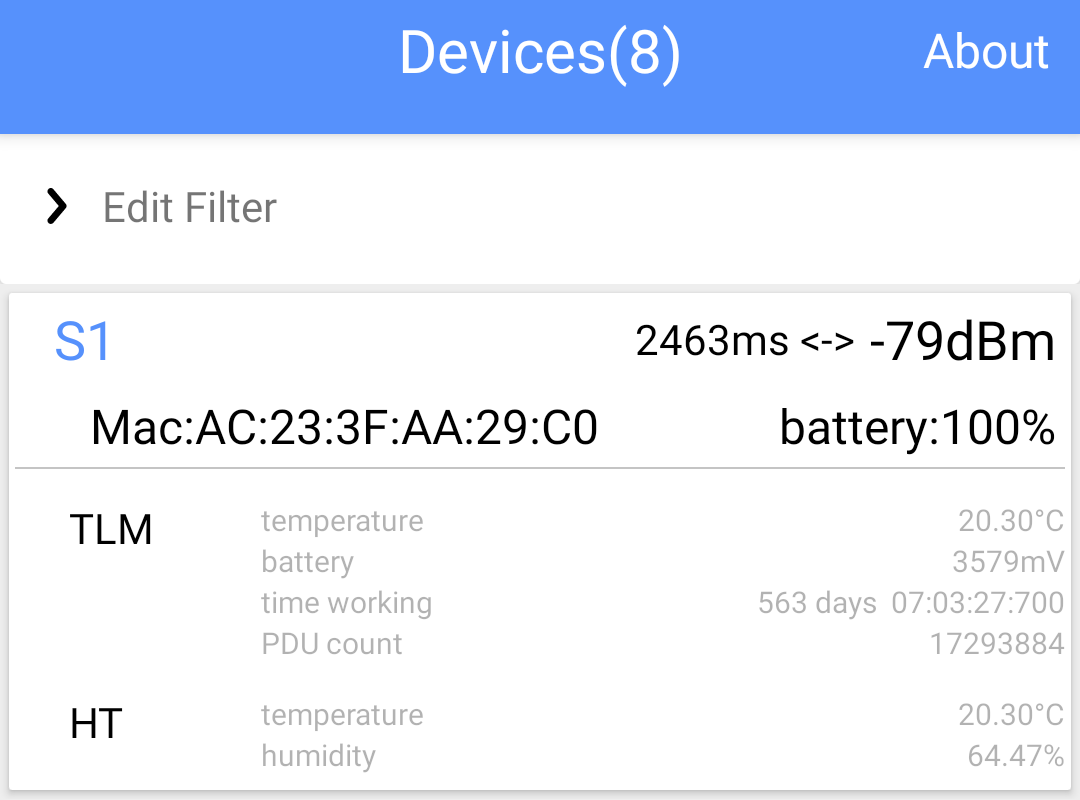 Devices(8) About
Edit Filter
S1 2463ms <-> -79dBm
Mac:AC:23:3F:AA:29:C0 battery:100%
TLM temperature 20.30°C
battery 3579mV
time working 563 days 07:03:27:700
PDU count 17293884
HT temperature 20.30°C
humidity 64.47%